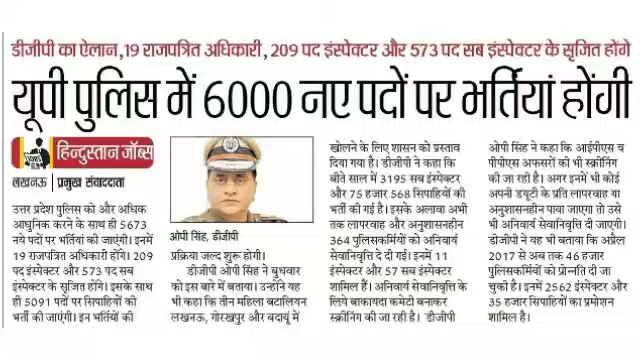 डीजीपी का ऐलान,19 राजपत्रित अधिकारी, 209 पद इंस्पेक्टर और 573 पद सब इंस्पेक्टर के सृजित होंगे
यूपी पुलिस में 6000 नए पदों पर भर्तियां होंगी
हिन्दुस्तान जॉब्स
लखनऊ | प्रमुख संवाददाता
उत्तर प्रदेश पुलिस को और अधिक
आधुनिक करने के साथ ही 5673
नये पदों पर भर्तियां की जाएंगी। इनमें
19 राजपत्रित अधिकारी होंगे। 209
पद इंस्पेक्टर और 573 पद सब
इंस्पेक्टर के सृजित होंगे। इसके साथ
ही 5091 पदों पर सिपाहियों की
भर्ती की जाएंगी। इन भर्तियों की
ओपी सिंह, डीजीपी
प्रक्रिया जल्द शुरू होगी।
डीजीपी ओपी सिंह ने बुधवार
को इस बारे में बताया। उन्होंने यह
भी कहा कि तीन महिला बटालियन
लखनऊ, गोरखपुर और बदायूं में
खोलने के लिए शासन को प्रस्ताव
दिया गया है। डीजीपी ने कहा कि
बीते साल में 3195 सब इंस्पेक्टर
और 75 हजार 568 सिपाहियों की
भर्ती की गई है। इसके अलावा अभी
तक लापरवाह और अनुशासनहीन
364 पुलिसकर्मियों को अनिवार्य
सेवानिवृत्ति दे दी गई। इनमें 11
इंस्पेक्टर और 57 सब इंस्पेक्टर
शामिल हैं। अनिवार्य सेवानिवृत्ति के
लिये बाकायदा कमेटी बनाकर
स्क्रीनिंग की जा रही है। डीजीपी
ओपी सिंह ने कहा कि आईपीएस व
पीपीएस अफसरों की भी स्क्रीनिंग
की जा रही है। अगर इनमें भी कोई
अपनी ड्यूटी के प्रति लापरवाह या
अनुशासनहीन पाया जाएगा तो उसे
भी अनिवार्य सेवानिवृत्ति दी जाएगी।
डीजीपी ने यह भी बताया कि अप्रैल
2017 से अब तक 46 हजार
पुलिसकर्मियों को प्रोन्नति दी जा
चुकी है। इनमें 2562 इंस्पेक्टर और
35 हजार सिपाहियों का प्रमोशन
शामिल है।